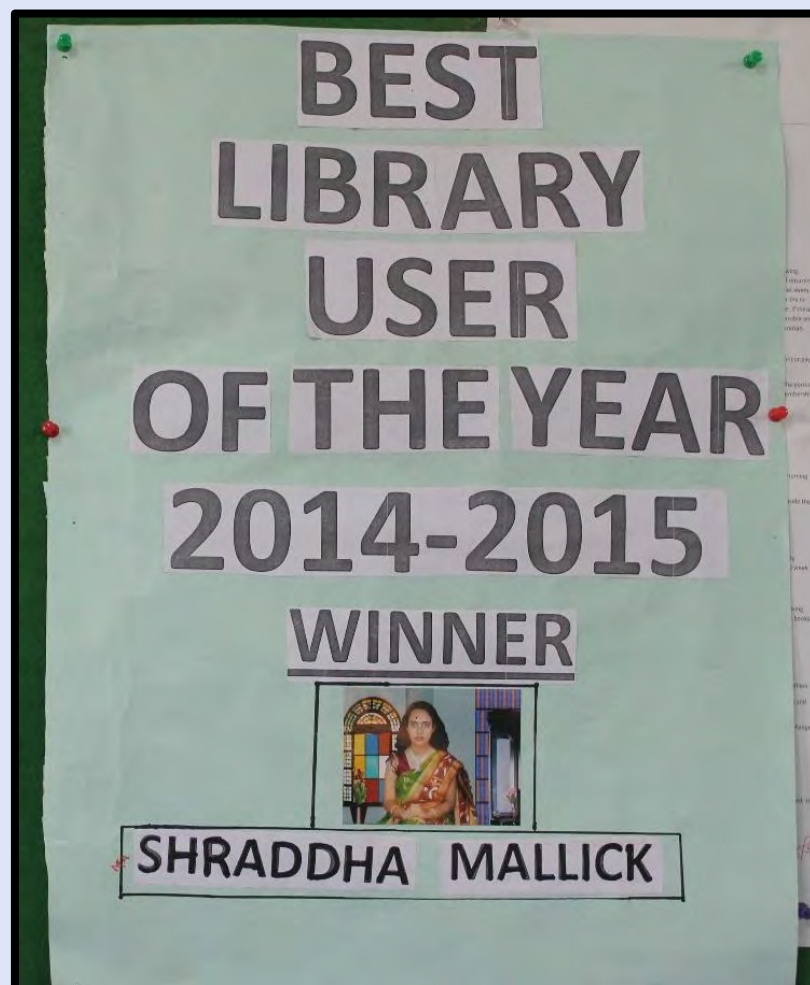 BEST
LIBRARY
USER
OF THE YEAR
2014-2015
WINNER
SHRADDHA MALLICK